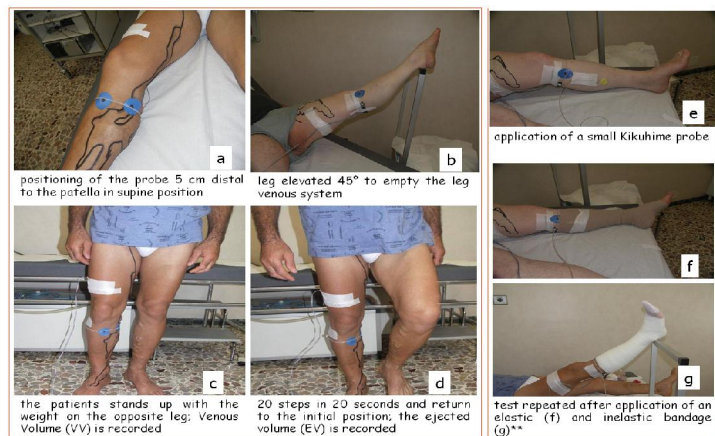 a
positioning of the probe 5 cm distal
to the patella in supine position
b
leg elevated 45° to empty the leg
venous system
c
the patients stands up with the
weight on the opposite leg; Venous
Volume (VV) is recorded
d
20 steps in 20 seconds and return
to the initial position; the ejected
volume (EV) is recorded
e
application of a small Kikuhime probe
f
g
test repeated after application of an
elastic (f) and inelastic bandage
(g)**